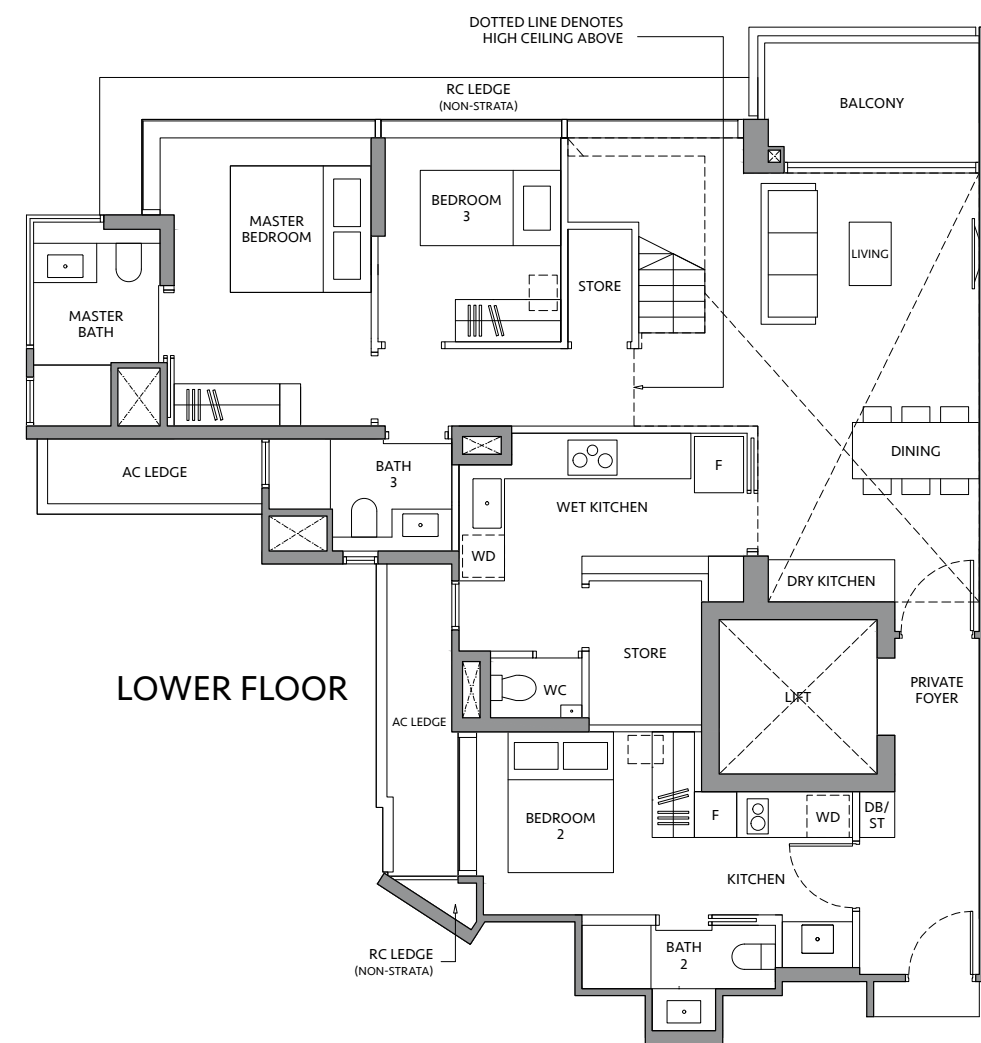 DOTTED LINE DENOTES
HIGH CEILING ABOVE
RC LEDGE
(NON-STRATA)
BALCONY
MASTER
BEDROOM
BEDROOM
3
LIVING
STORE
MASTER
BATH
DINING
AC LEDGE
BATH
3
F
WET KITCHEN
WD
DRY KITCHEN
STORE
LOWER FLOOR
WC
LIFT
PRIVATE
FOYER
AC LEDGE
BEDROOM
2
F
WD
DB/
ST
KITCHEN
BATH
2
RC LEDGE
(NON-STRATA)